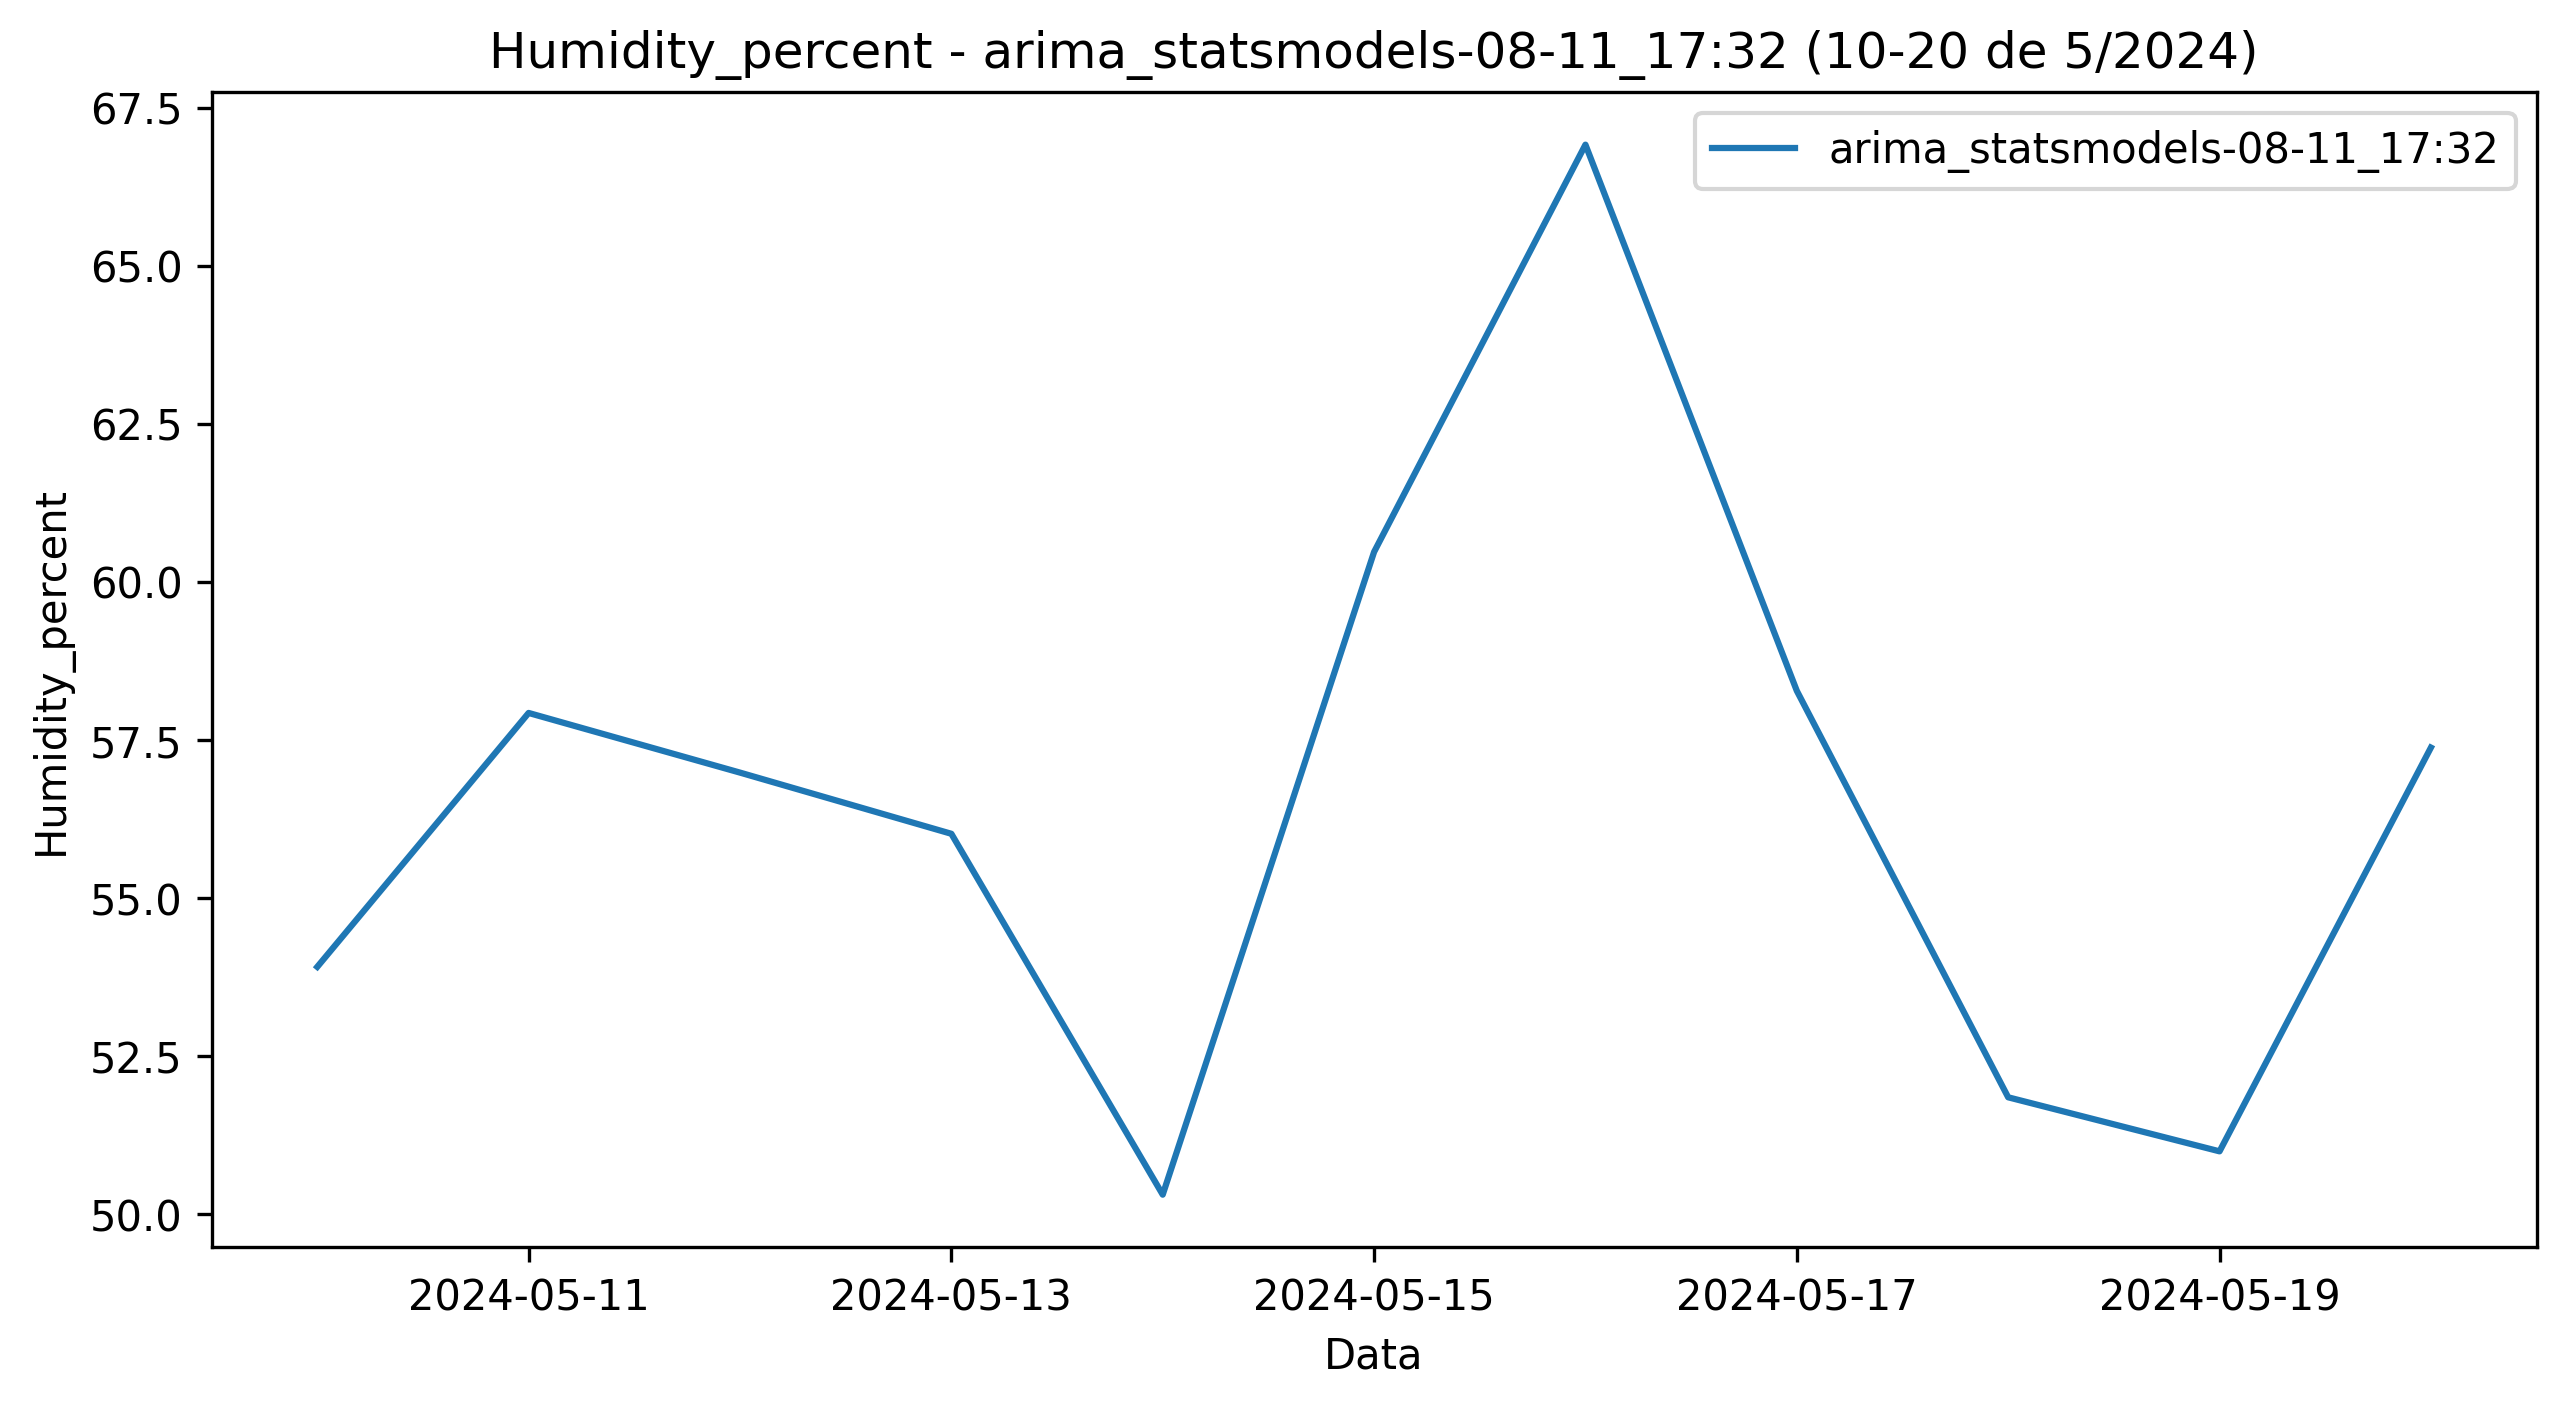 Humidity_percent - arima_statsmodels-08-11_17:32 (10-20 de 5/2024)
arima_statsmodels-08-11_17:32
Humidity_percent
67.5
65.0
62.5
60.0
57.5
55.0
52.5
50.0
2024-05-11 2024-05-13 2024-05-15 2024-05-17 2024-05-19
Data